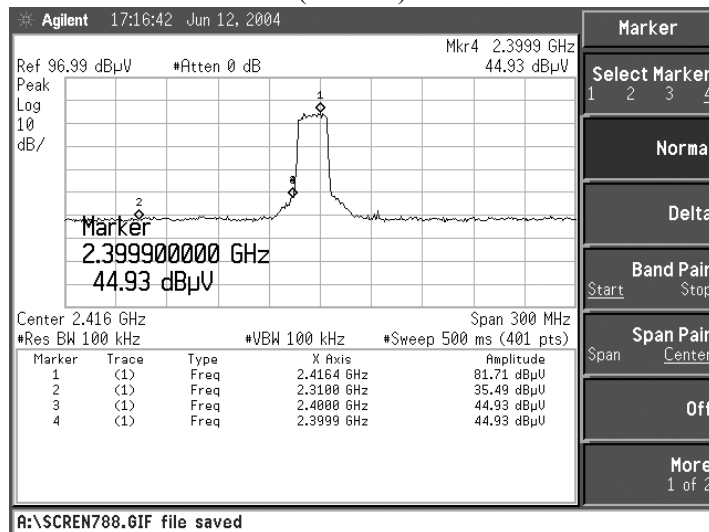 Agilent 17:16:42 Jun 12, 2004
Mkr4 2.3999 GHz
Ref 96.99 dBµV #Atten 0 dB 44.93 dBµV
Peak
Log
10
dB/
1
2
Marker
2.399900000 GHz
44.93 dBµV
Center 2.416 GHz Span 300 MHz
#Res BW 100 kHz #VBW 100 kHz #Sweep 500 ms (401 pts)
Marker Trace Type X Axis Amplitude
1 (1) Freq 2.4164 GHz 81.71 dBµV
2 (1) Freq 2.3100 GHz 35.49 dBµV
3 (1) Freq 2.4000 GHz 44.93 dBµV
4 (1) Freq 2.3999 GHz 44.93 dBµV
A:\SCREN788.GIF file saved
Marker
Select Marker
1 2 3 4
Norma
Delta
Band Pair
Start Stop
Span Pair
Span Center
Off
More
1 of 2